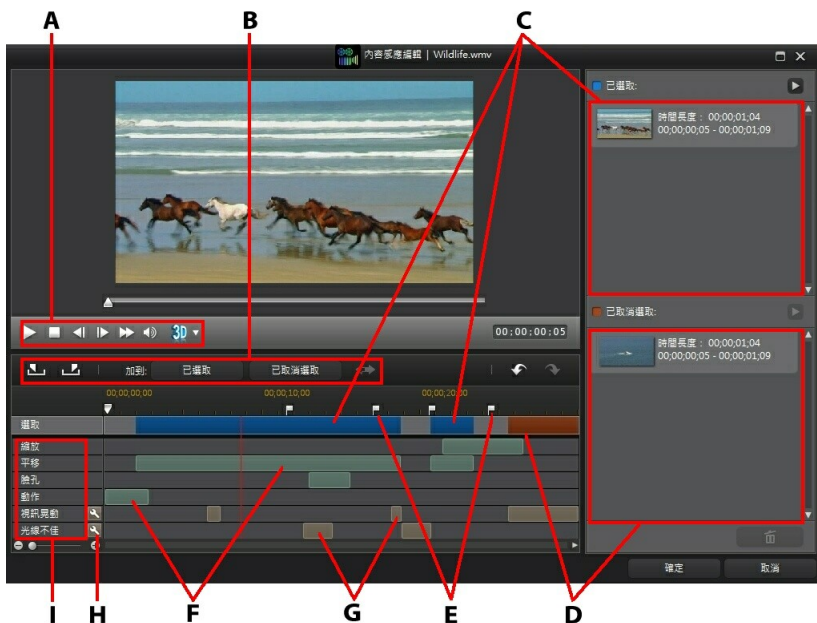 A
B
C
內容感應編輯 | Wildlife.wmv
已選取:
時間長度： 00;00;01;04
00;00;00;05 - 00;00;01;09
3D
00;00;00;05
已取消選取:
時間長度： 00;00;01;04
00;00;00;05 - 00;00;01;09
加到:
已選取
已取消選取
00;00;00;00
00;00;10;00
00;00;20;00
選取
縮放
平移
臉孔
動作
視訊晃動
光線不佳
確定
取消
I
H
F
G
E
D